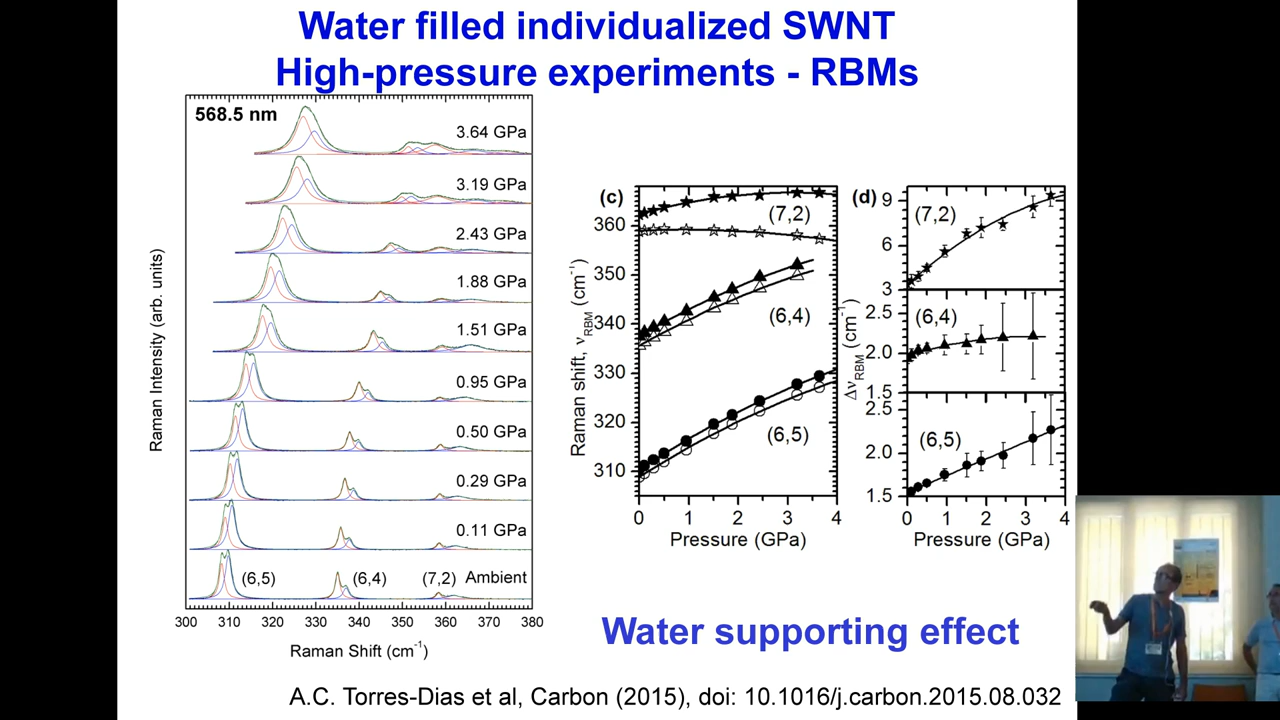 Water filled individualized SWNT
High-pressure experiments - RBMs
568.5 nm
3.64 GPa
3.19 GPa
2.43 GPa
1.88 GPa
1.51 GPa
0.95 GPa
0.50 GPa
0.29 GPa
0.11 GPa
(6,5) (6,4) (7,2) Ambient
300 310 320 330 340 350 360 370 380
Raman Shift (cm⁻¹)
Raman Intensity (arb. units)
(c)
(7,2)
(6,4)
(6,5)
360
350
340
330
320
310
0 1 2 3 4
Pressure (GPa)
Raman shift, νRBM (cm⁻¹)
(d)
(7,2)
(6,4)
(6,5)
9
6
3
2.5
2.0
1.5
2.5
2.0
1.5
0 1 2 3 4
Pressure (GPa)
ΔνRBM (cm⁻¹)
Water supporting effect
A.C. Torres-Dias et al, Carbon (2015), doi: 10.1016/j.carbon.2015.08.032